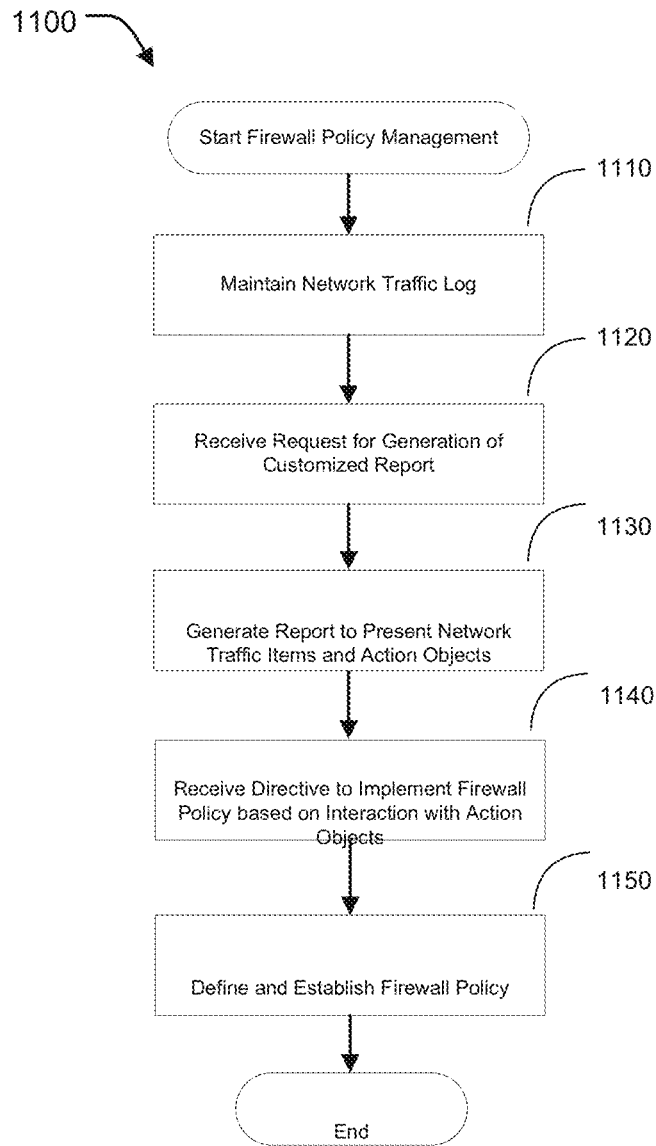 1100
Start Firewall Policy Management
1110
Maintain Network Traffic Log
1120
Receive Request for Generation of
Customized Report
1130
Generate Report to Present Network
Traffic Items and Action Objects
1140
Receive Directive to Implement Firewall
Policy based on Interaction with Action
Objects
1150
Define and Establish Firewall Policy
End